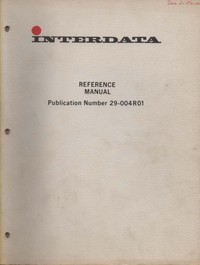 INTERDATA
REFERENCE
MANUAL
Publication Number 29-004R01